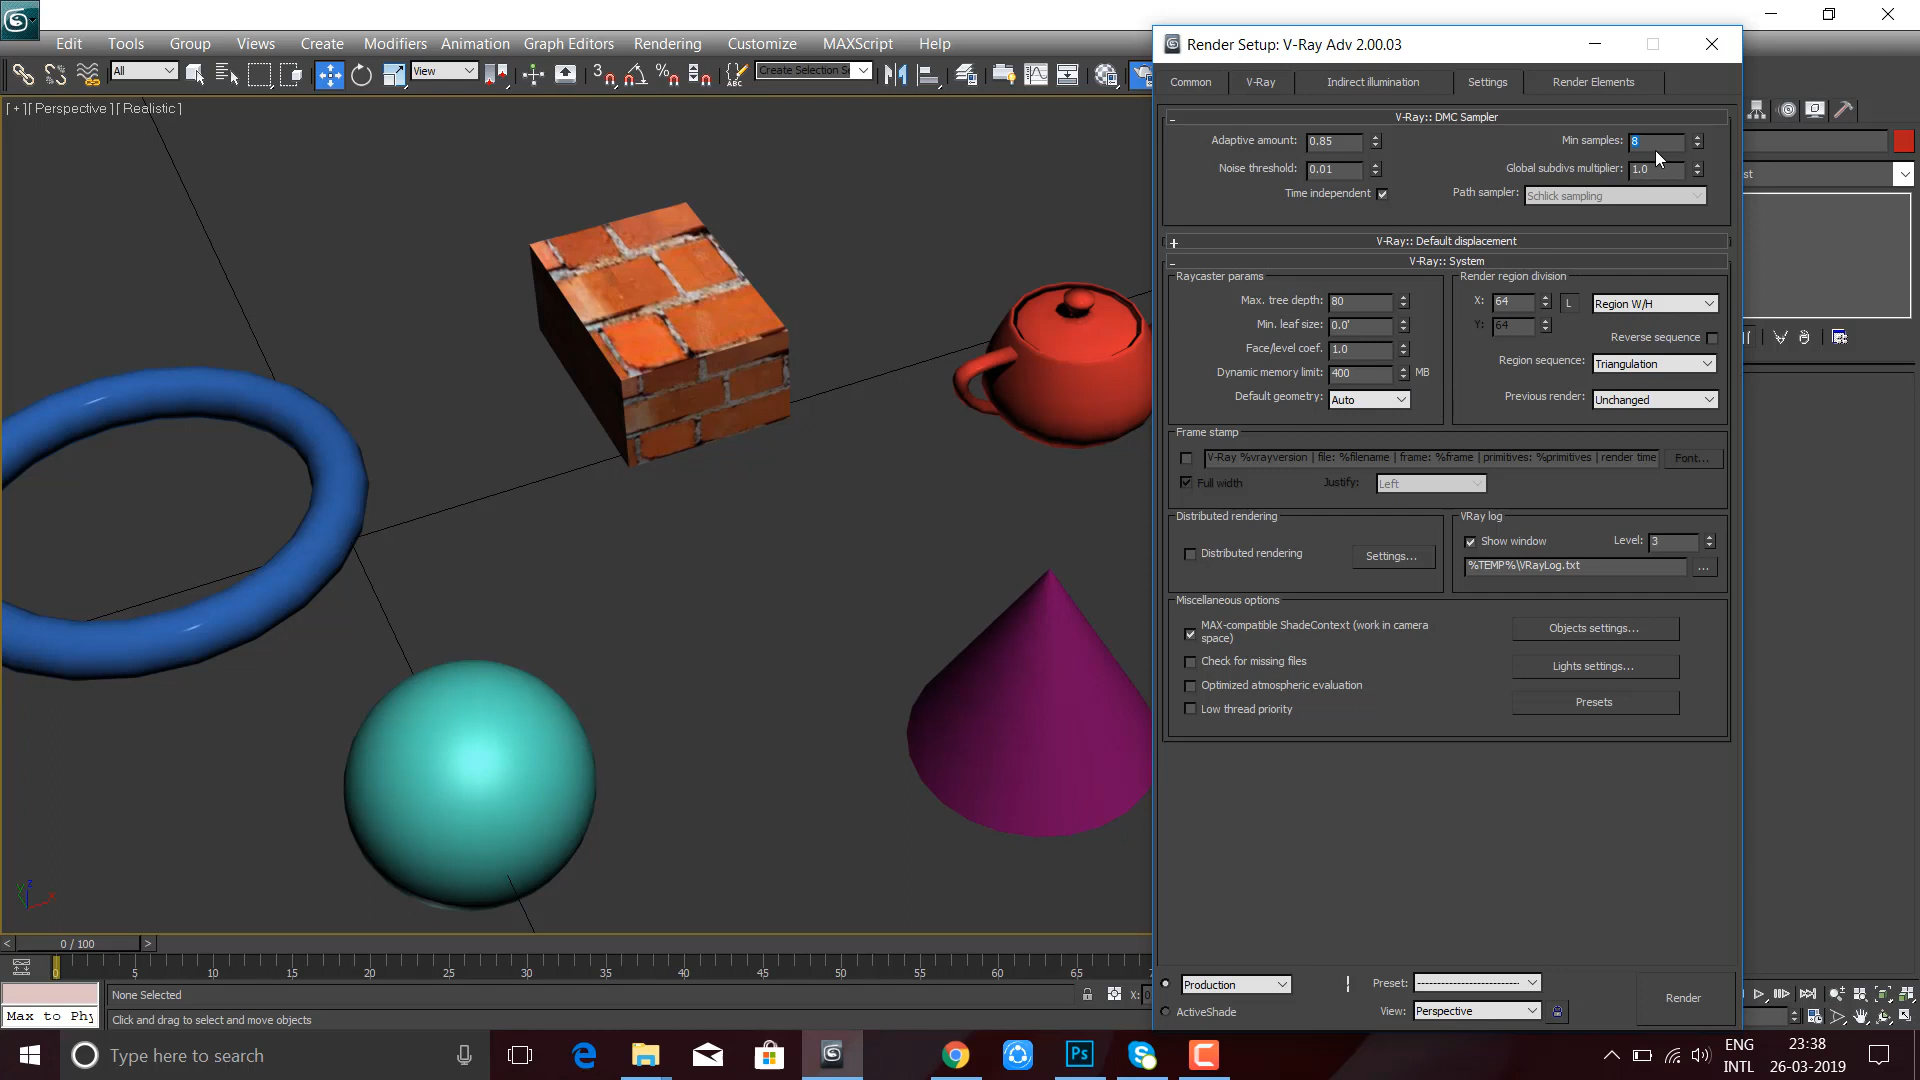 Edit Tools Group Views Create Modifiers Animation Graph Editors Rendering Customize MAXScript Help
All View 3 ABC Create Selection Se
[ + ][ Perspective ][ Realistic ]
Render Setup: V-Ray Adv 2.00.03
Common V-Ray Indirect illumination Settings Render Elements
- V-Ray:: DMC Sampler
Adaptive amount: 0.85 Min samples: 8
Noise threshold: 0.01 Global subdivs multiplier: 1.0
Time independent Path sampler: Schlick sampling
+ V-Ray:: Default displacement
- V-Ray:: System
Raycaster params Render region division
Max. tree depth: 80 X: 64 L Region W/H
Min. leaf size: 0.0' Y: 64
Reverse sequence
Face/level coef. 1.0 Region sequence: Triangulation
Dynamic memory limit: 400 MB
Default geometry: Auto Previous render: Unchanged
Frame stamp
V-Ray %vrayversion | file: %filename | frame: %frame | primitives: %primitives | render time Font...
Full width Justify: Left
Distributed rendering VRay log
Show window Level: 3
Distributed rendering Settings...
%TEMP%\VRayLog.txt ...
Miscellaneous options
MAX-compatible ShadeContext (work in camera space)
Objects settings...
Check for missing files Lights settings...
Optimized atmospheric evaluation
Low thread priority Presets
st
z y x
< 0 / 100 >
0 5 10 15 20 25 30 35 40 45 50 55 60 65
None Selected X:
Max to Phy Click and drag to select and move objects
Production Preset: --------------------------
ActiveShade View: Perspective
Render
Type here to search
Ps
ENG
INTL
23:38
26-03-2019